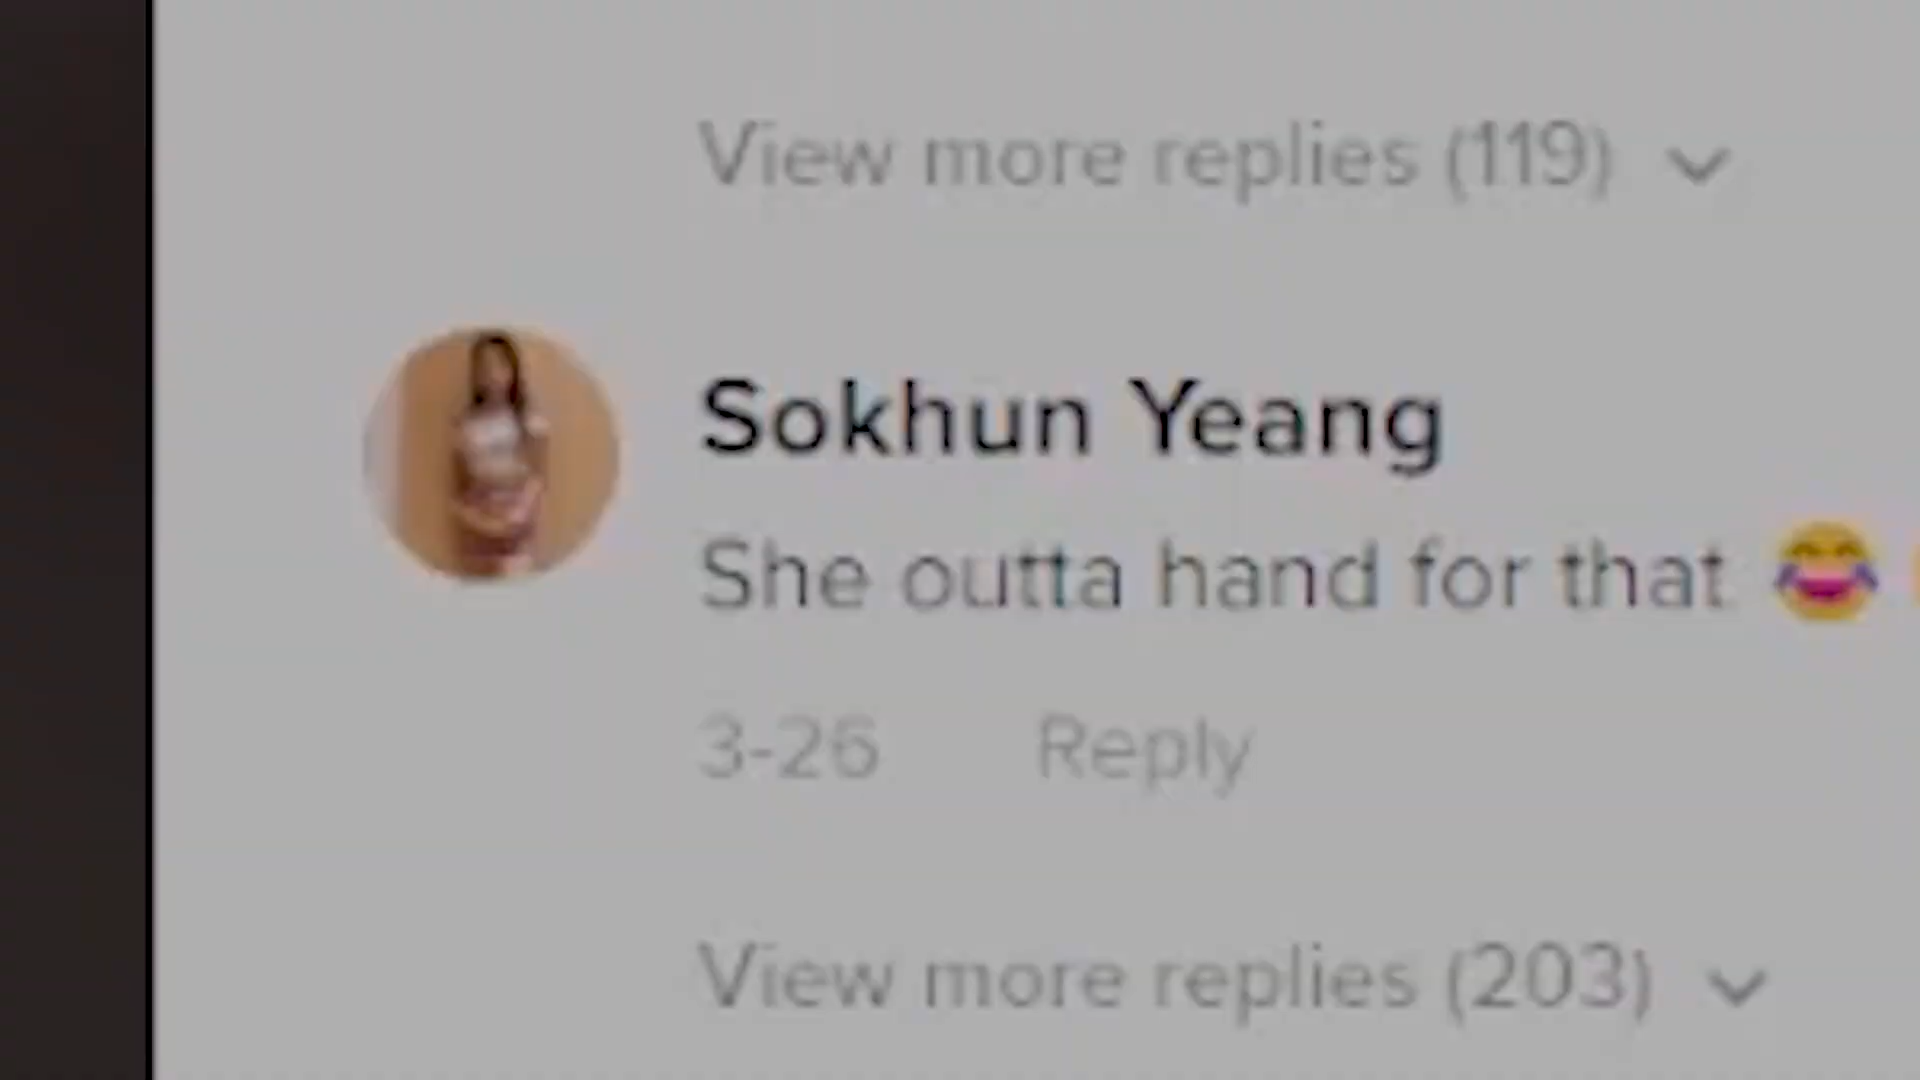 View more replies (119)
Sokhun Yeang
She outta hand for that 😂
3-26 Reply
View more replies (203)